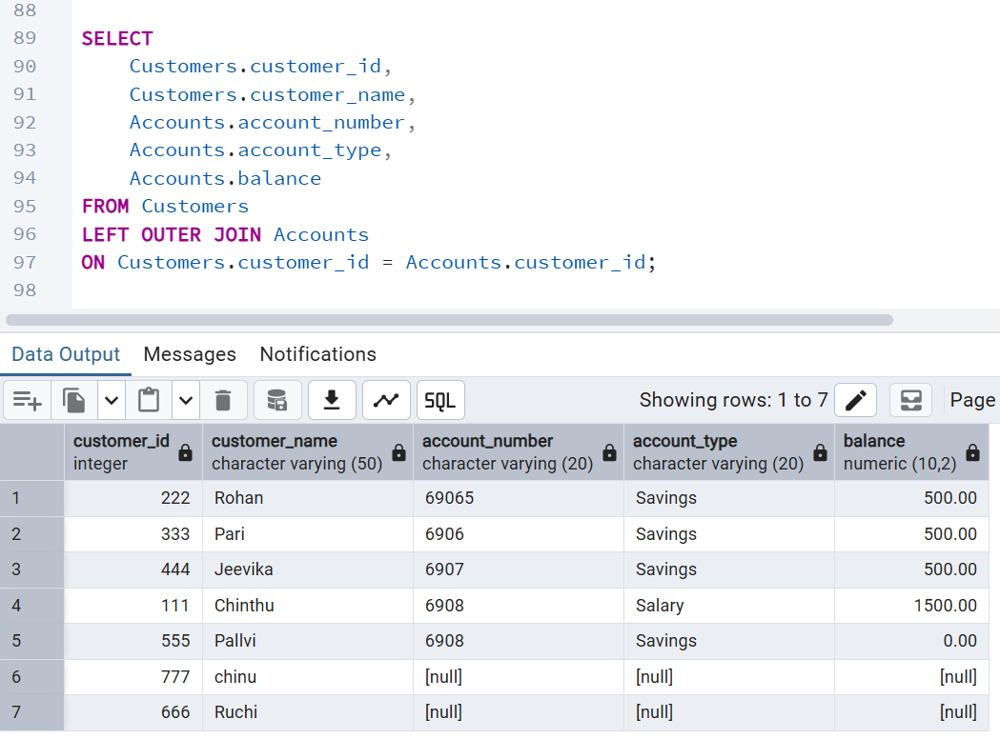 88
89 SELECT
90 Customers.customer_id,
91 Customers.customer_name,
92 Accounts.account_number,
93 Accounts.account_type,
94 Accounts.balance
95 FROM Customers
96 LEFT OUTER JOIN Accounts
97 ON Customers.customer_id = Accounts.customer_id;
98
Data Output Messages Notifications
SQL Showing rows: 1 to 7 Page
customer_id customer_name account_number account_type balance
integer character varying (50) character varying (20) character varying (20) numeric (10,2)
1 222 Rohan 69065 Savings 500.00
2 333 Pari 6906 Savings 500.00
3 444 Jeevika 6907 Savings 500.00
4 111 Chinthu 6908 Salary 1500.00
5 555 Pallvi 6908 Savings 0.00
6 777 chinu [null] [null] [null]
7 666 Ruchi [null] [null] [null]